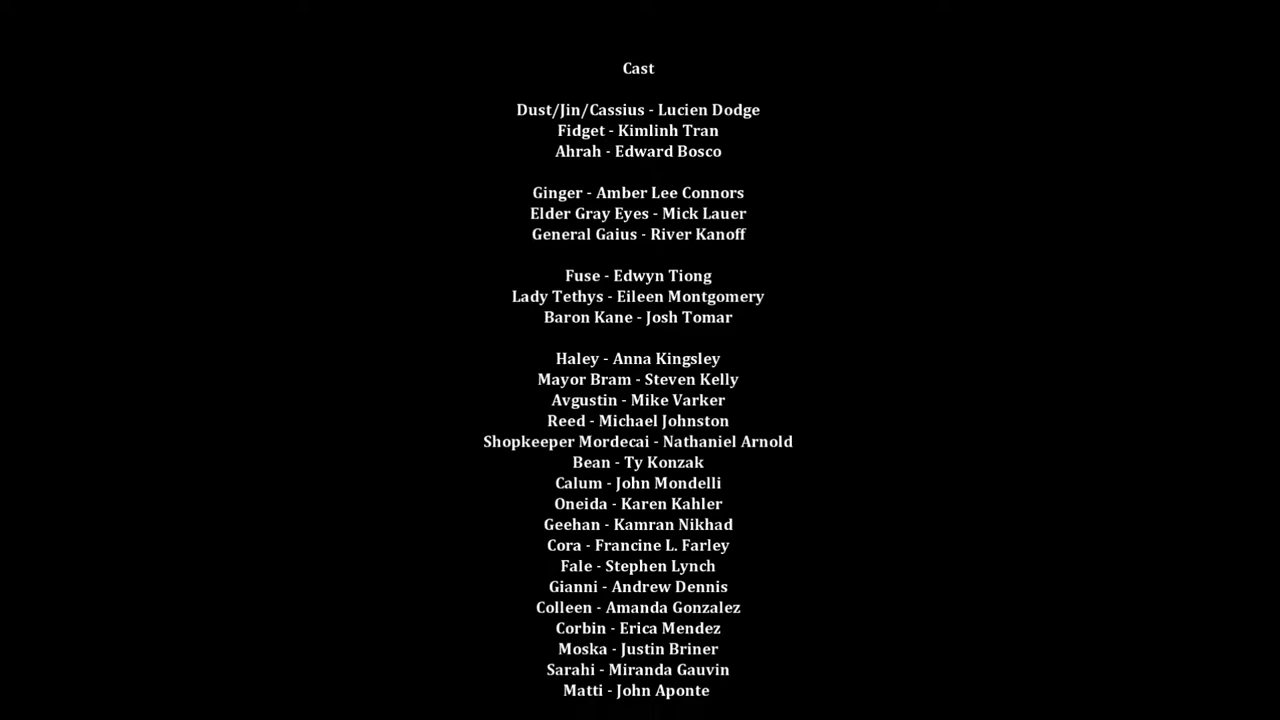 Cast
Dust/Jin/Cassius - Lucien Dodge
Fidget - Kimlinh Tran
Ahrah - Edward Bosco
Ginger - Amber Lee Connors
Elder Gray Eyes - Mick Lauer
General Gaius - River Kanoff
Fuse - Edwyn Tiong
Lady Tethys - Eileen Montgomery
Baron Kane - Josh Tomar
Haley - Anna Kingsley
Mayor Bram - Steven Kelly
Avgustin - Mike Varker
Reed - Michael Johnston
Shopkeeper Mordecai - Nathaniel Arnold
Bean - Ty Konzak
Calum - John Mondelli
Oneida - Karen Kahler
Geehan - Kamran Nikhad
Cora - Francine L. Farley
Fale - Stephen Lynch
Gianni - Andrew Dennis
Colleen - Amanda Gonzalez
Corbin - Erica Mendez
Moska - Justin Briner
Sarahi - Miranda Gauvin
Matti - John Aponte